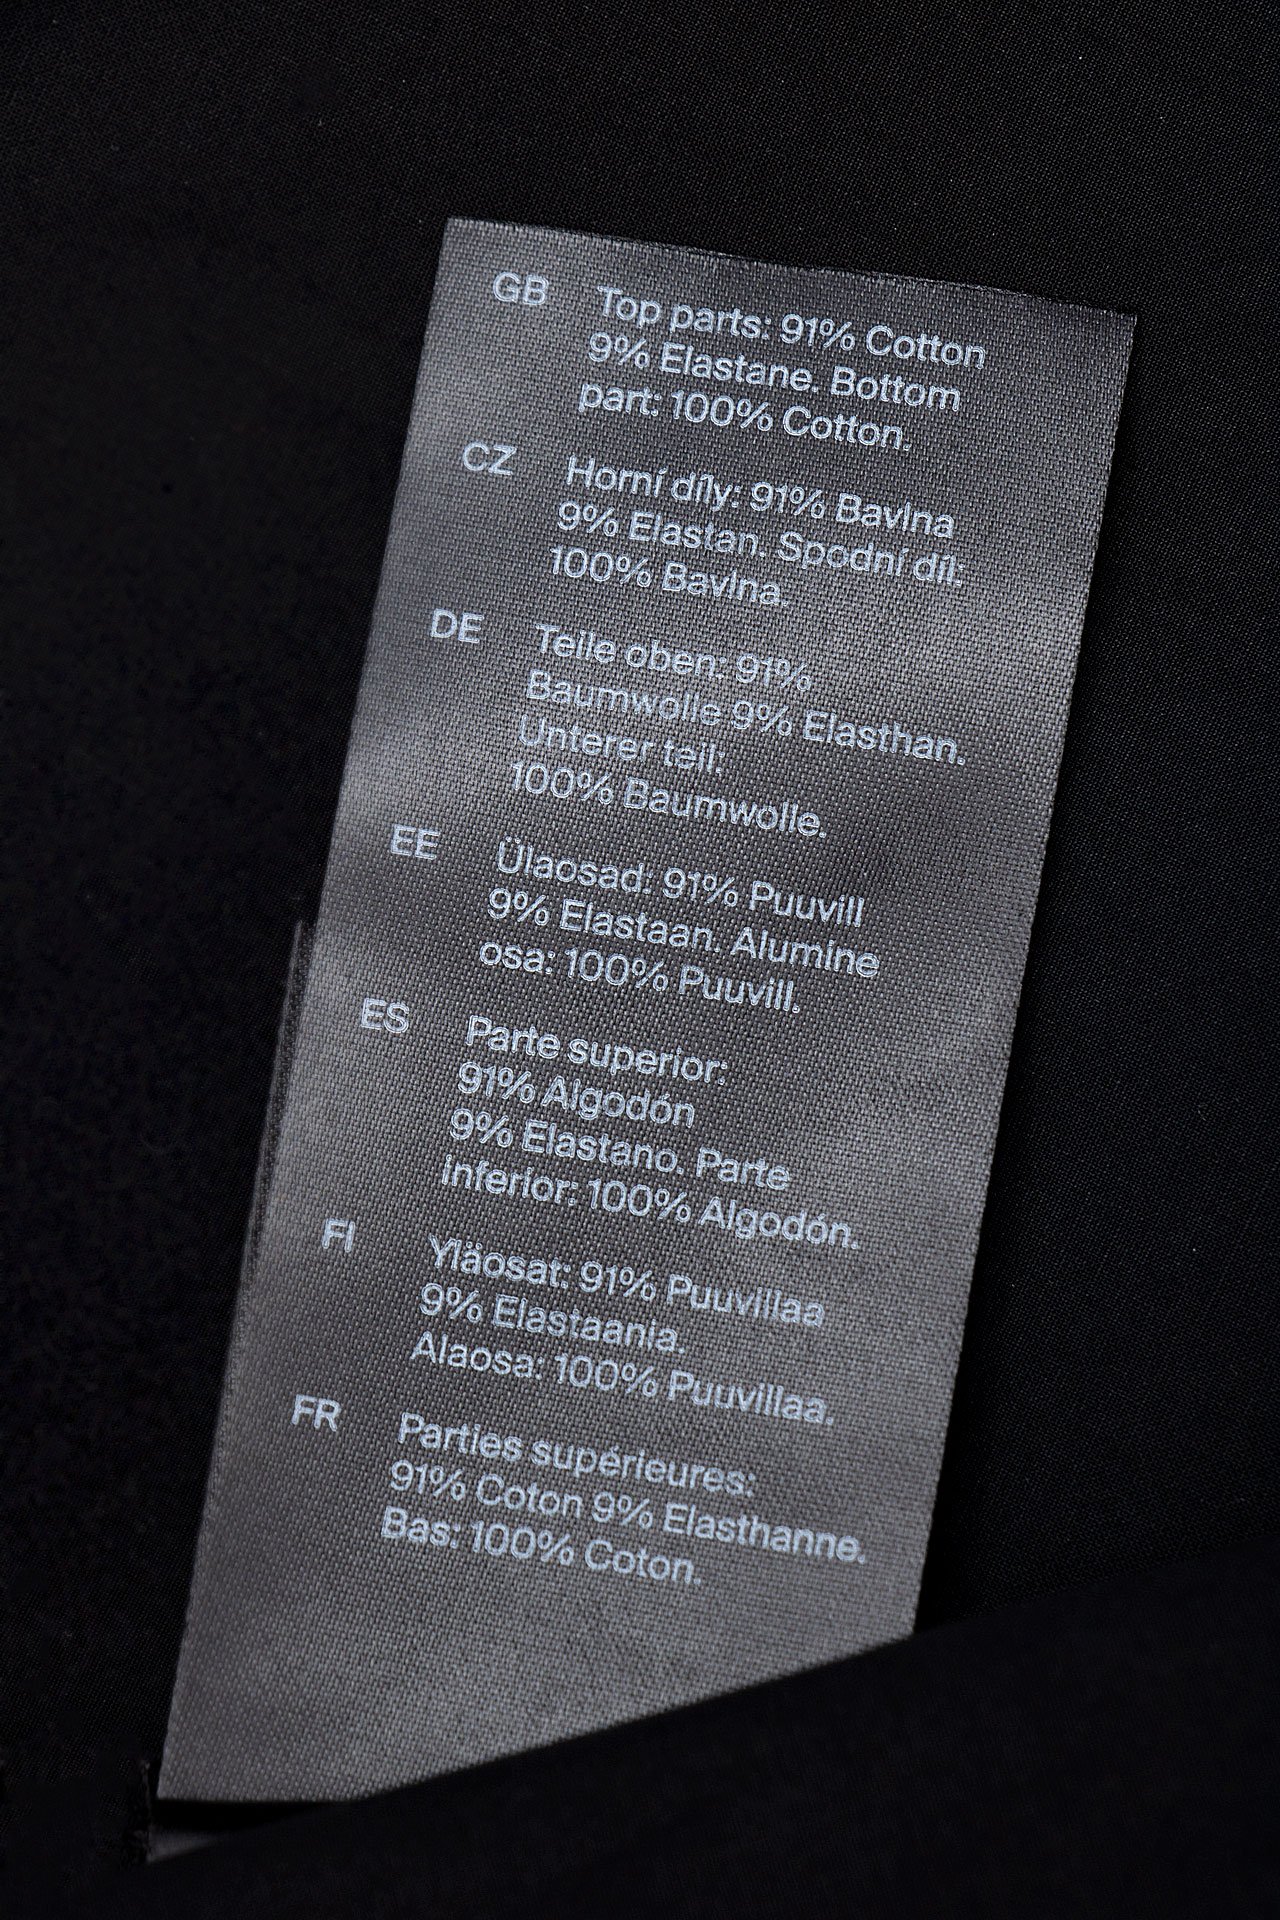 GB Top parts: 91% Cotton
9% Elastane. Bottom
part: 100% Cotton.
CZ Horní díly: 91% Bavlna
9% Elastan. Spodní díl:
100% Bavlna.
DE Teile oben: 91%
Baumwolle 9% Elasthan.
Unterer teil:
100% Baumwolle.
EE Ülaosad: 91% Puuvill
9% Elastaan. Alumine
osa: 100% Puuvill.
ES Parte superior:
91% Algodón
9% Elastano. Parte
inferior: 100% Algodón.
FI Yläosat: 91% Puuvillaa
9% Elastaania.
Alaosa: 100% Puuvillaa.
FR Parties supérieures:
91% Coton 9% Elasthanne.
Bas: 100% Coton.